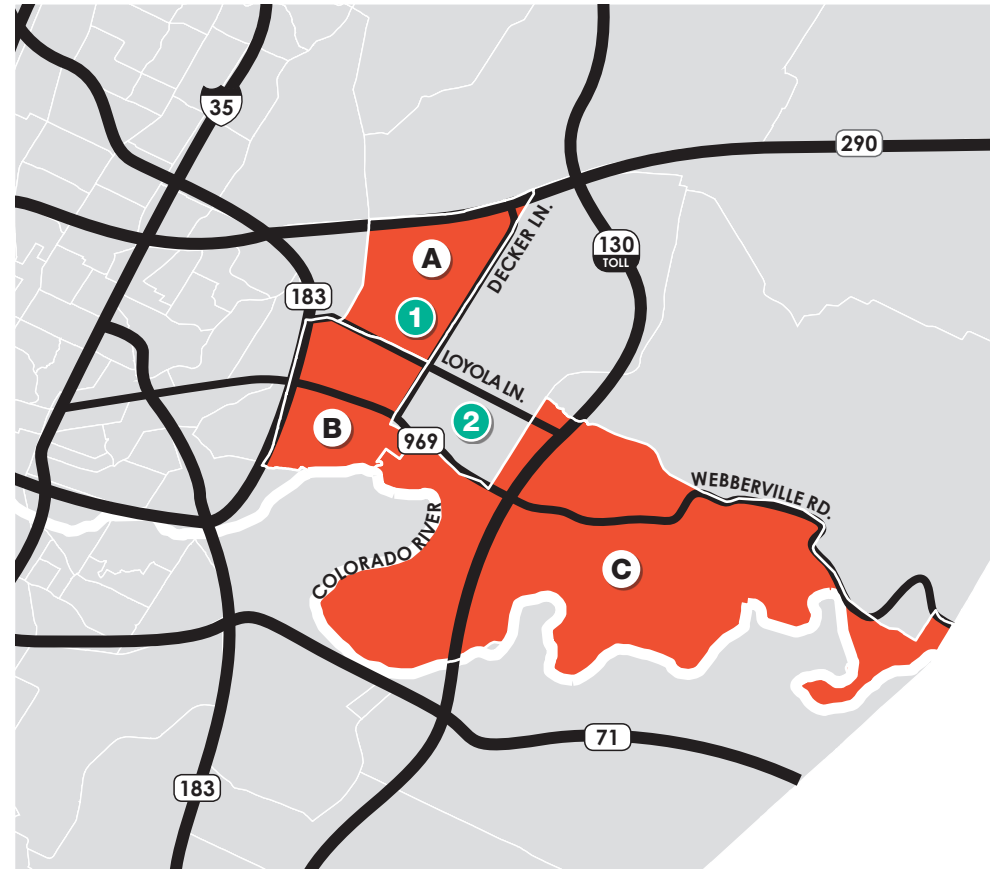 35
290
130
TOLL
DECKER LN.
A
183
1
LOYOLA LN.
2
B
969
WEBBERVILLE RD.
COLORADO RIVER
C
71
183